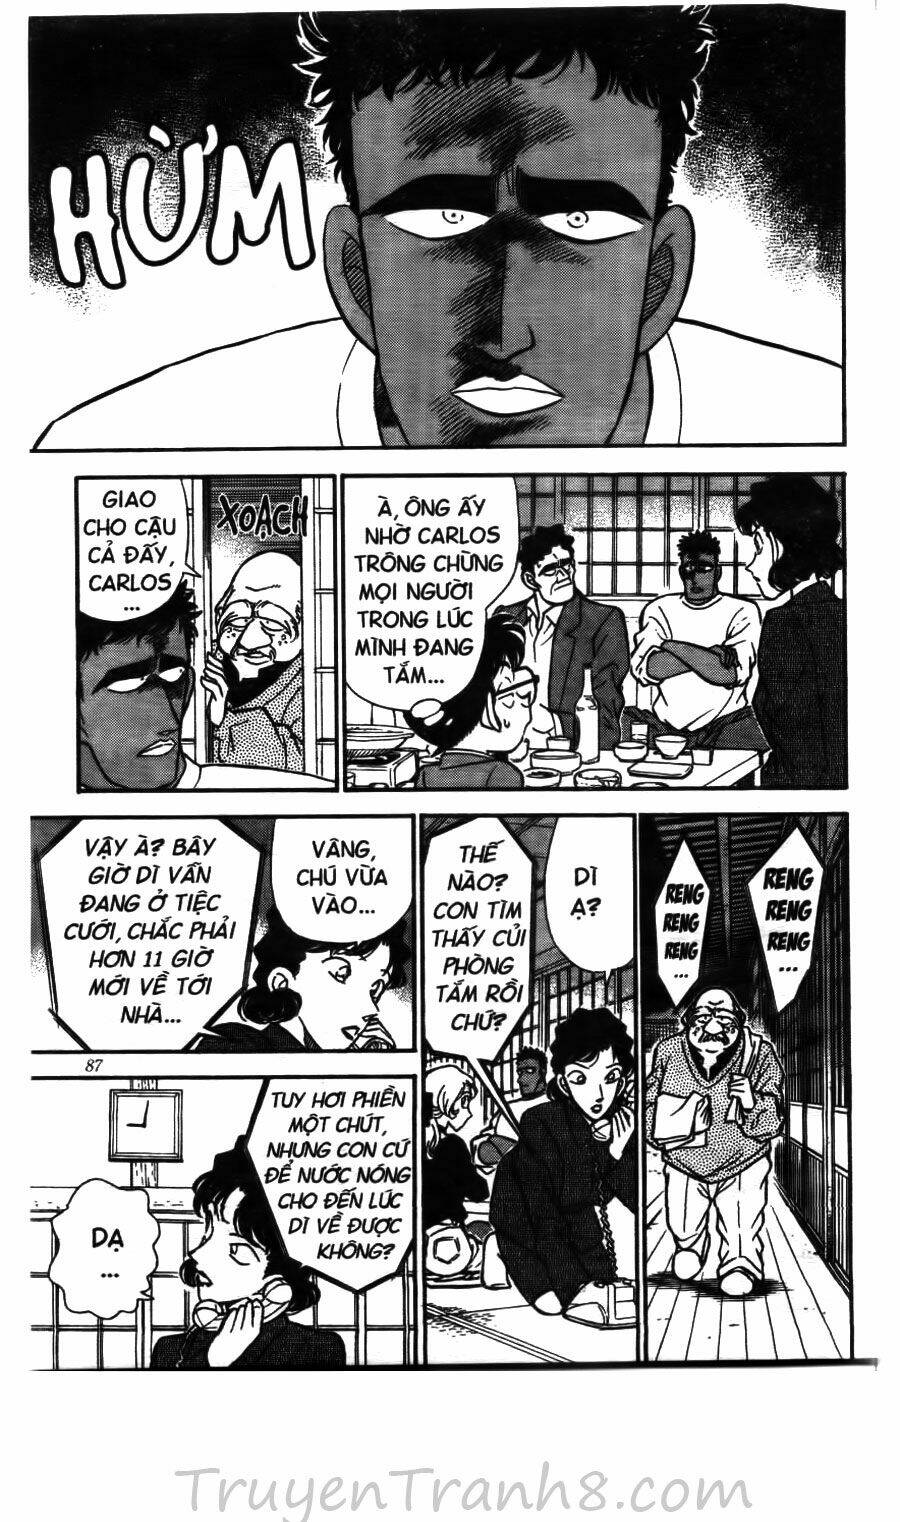 HỪM
GIAO
CHO CẬU
CẢ ĐẤY,
CARLOS
...
XOẠCH
À, ÔNG ẤY
NHỜ CARLOS
TRÔNG CHỪNG
MỌI NGƯỜI
TRONG LÚC
MÌNH ĐANG
TẮM...
RENG
RENG
RENG
...
RENG
RENG
RENG
...
DÌ
Ạ?
THẾ
NÀO?
CON TÌM
THẤY CỦI
PHÒNG
TẮM RỒI
CHỨ?
VÂNG,
CHÚ VỪA
VÀO...
VẬY À? BÂY
GIỜ DÌ VẪN
ĐANG Ở TIỆC
CƯỚI, CHẮC PHẢI
HƠN 11 GIỜ
MỚI VỀ TỚI
NHÀ...
87
TUY HƠI PHIỀN
MỘT CHÚT,
NHƯNG CON CỨ
ĐỂ NƯỚC NÓNG
CHO ĐẾN LÚC
DÌ VỀ ĐƯỢC
KHÔNG?
DẠ
...
TruyenTranh8.com